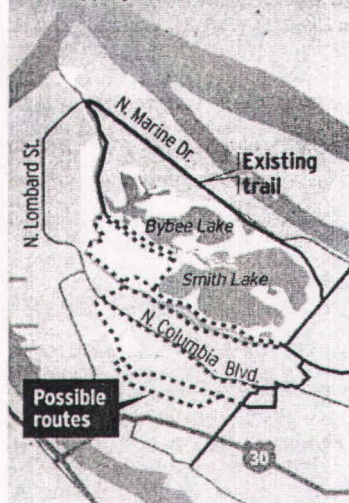 N. Marine Dr.
N. Lombard St.
Existing
trail
Bybee Lake
Smith Lake
N. Columbia Blvd.
Possible
routes
30